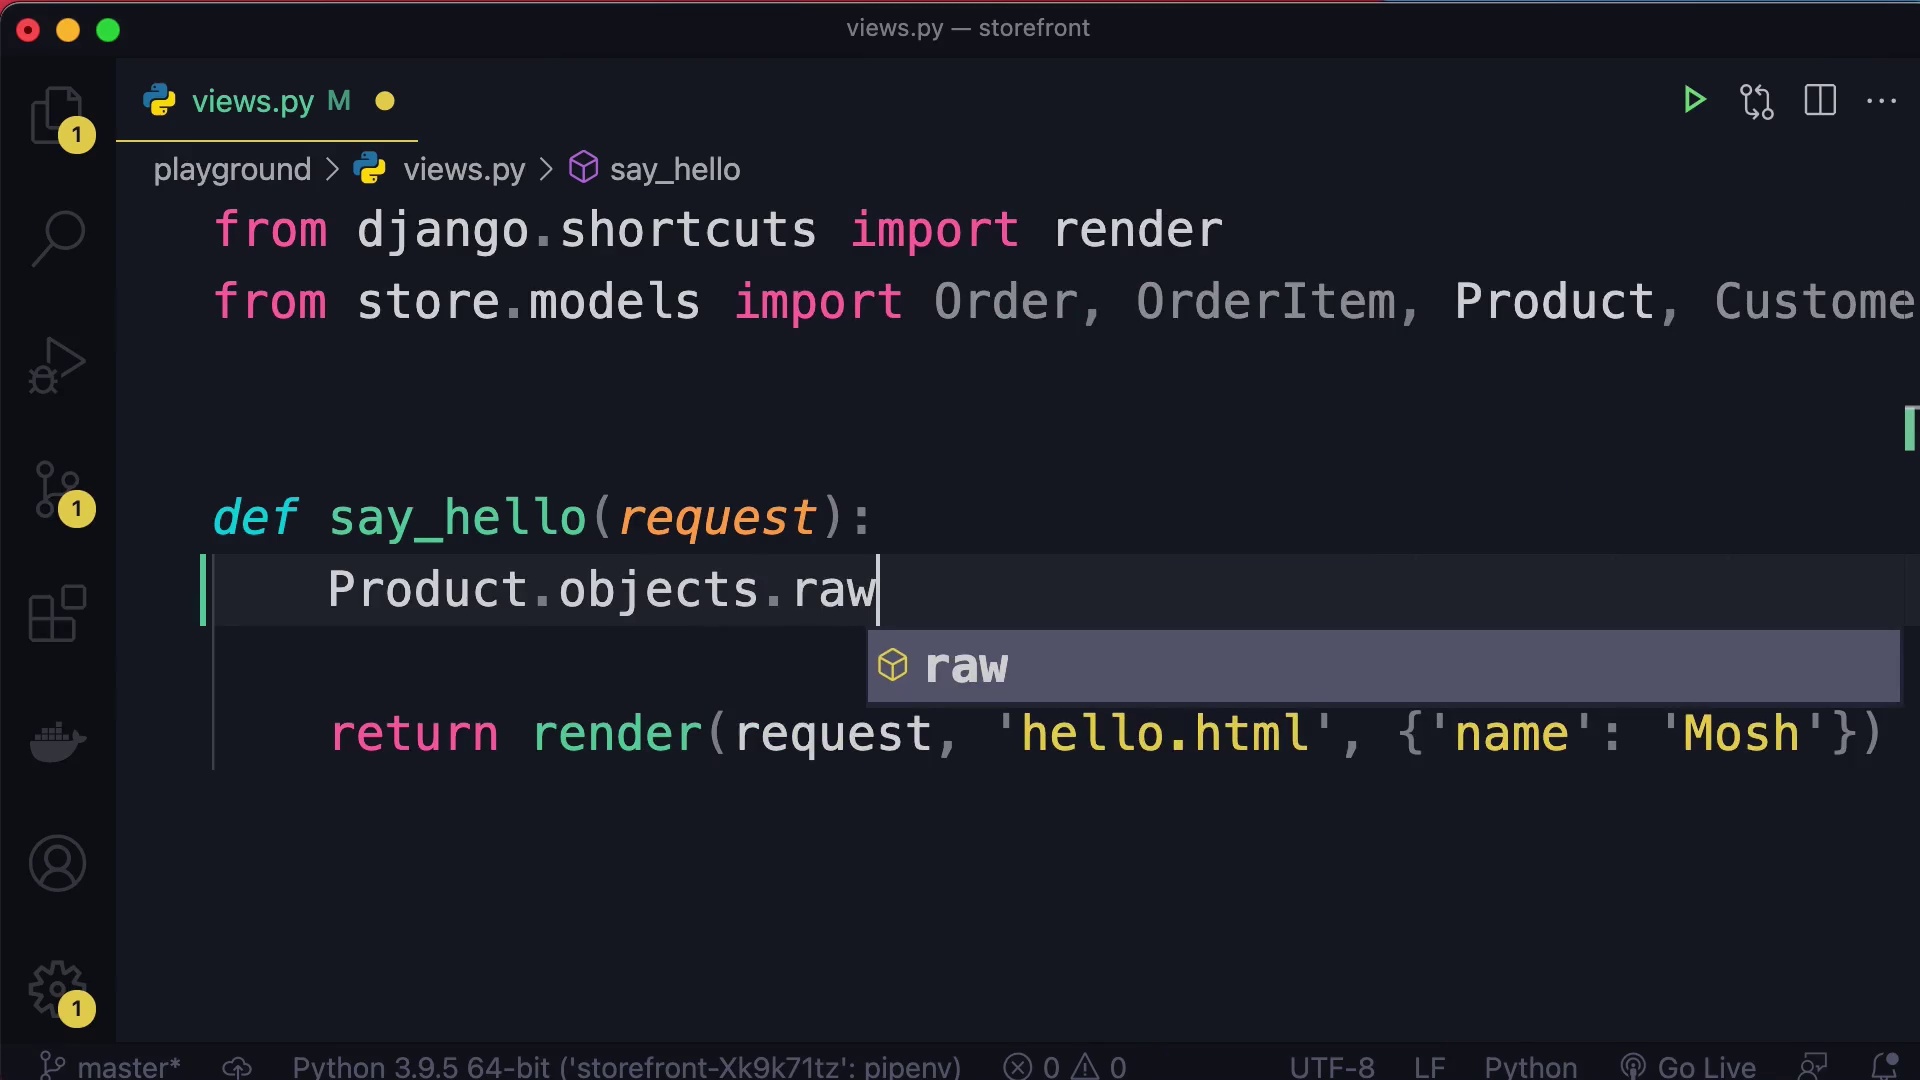 views.py — storefront
views.py M
1
playground > views.py > say_hello
from django.shortcuts import render
from store.models import Order, OrderItem, Product, Custome
def say_hello(request):
Product.objects.raw
raw
1
return render(request, 'hello.html', {'name': 'Mosh'})
1
master* Python 3.9.5 64-bit ('storefront-Xk9k71tz': pipenv) 0 0 UTF-8 LF Python Go Live